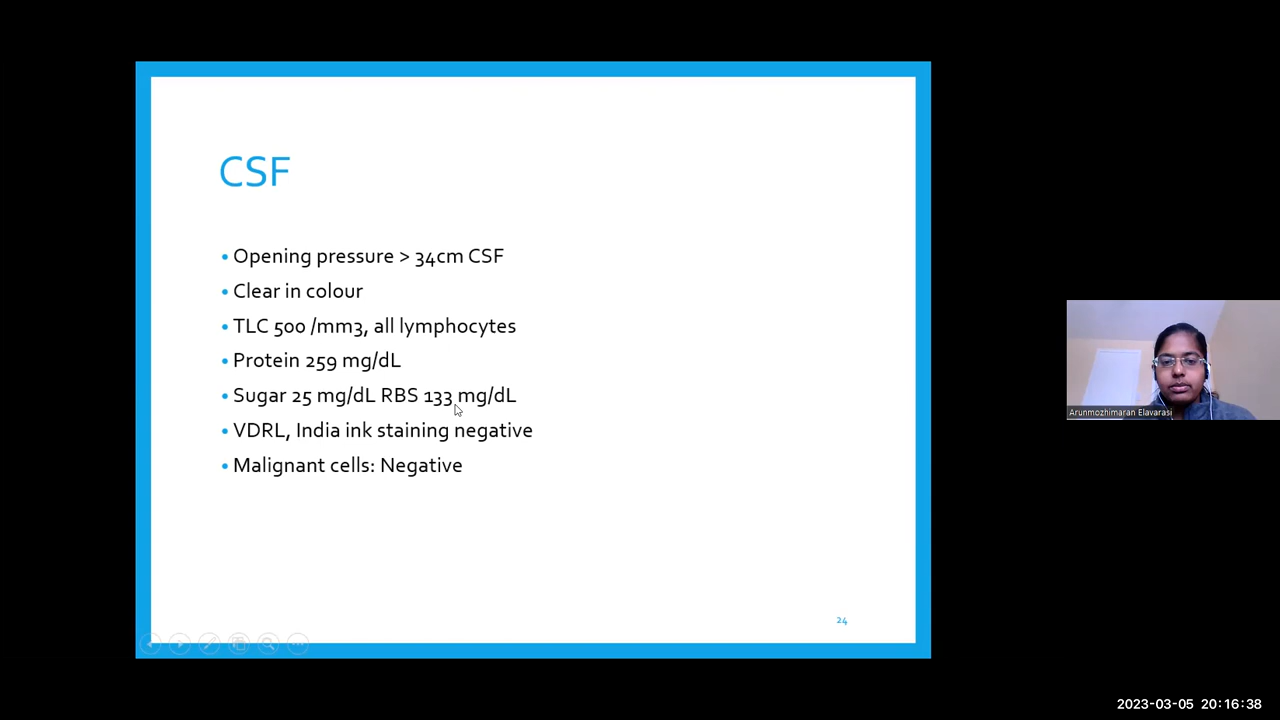 CSF
• Opening pressure > 34cm CSF
• Clear in colour
• TLC 500 /mm3, all lymphocytes
• Protein 259 mg/dL
• Sugar 25 mg/dL RBS 133 mg/dL
• VDRL, India ink staining negative
• Malignant cells: Negative
24
Arunmozhimaran Elavarasi
2023-03-05 20:16:38